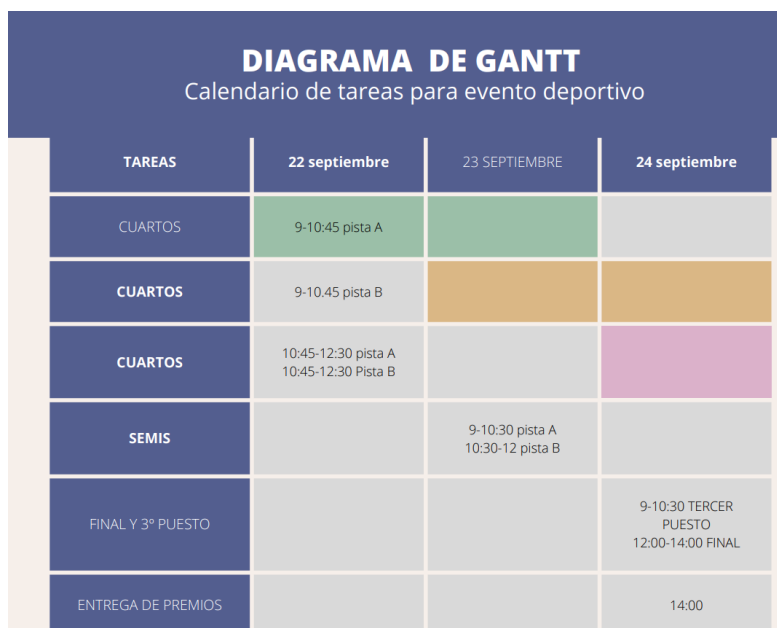 DIAGRAMA DE GANTT
Calendario de tareas para evento deportivo
TAREAS
22 septiembre
23 SEPTIEMBRE
24 septiembre
CUARTOS
9-10:45 pista A
CUARTOS
9-10.45 pista B
CUARTOS
10:45-12:30 pista A
10:45-12:30 Pista B
SEMIS
9-10:30 pista A
10:30-12 pista B
FINAL Y 3º PUESTO
9-10:30 TERCER
PUESTO
12:00-14:00 FINAL
ENTREGA DE PREMIOS
14:00